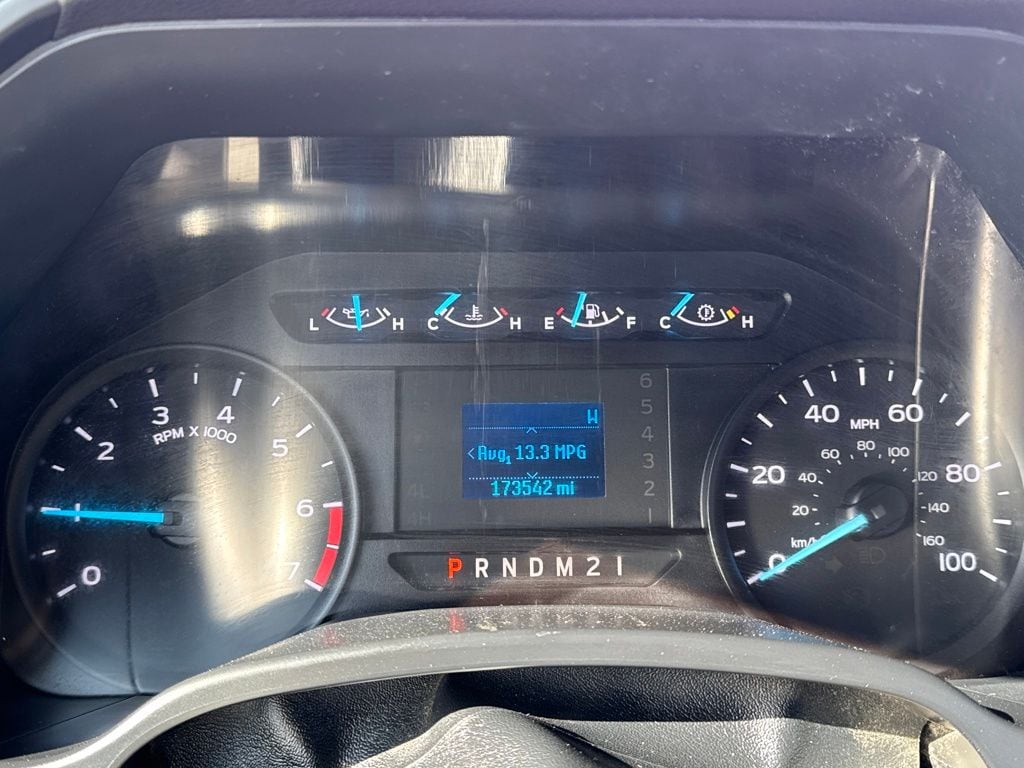 L H C H E F C H
0 1 2 3 4 5 6 7
RPM X 1000
W
Avg1 13.3 MPG
173542 mi
6
5
4
3
2
1
P R N D M 2 1
0 20 40 60 80 100
MPH
20 40 60 80 100 120 140 160
km/h